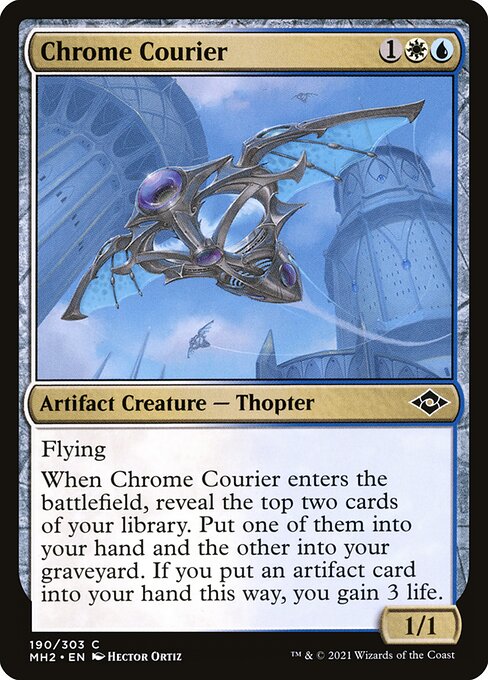 Chrome Courier 1
Artifact Creature — Thopter
Flying
When Chrome Courier enters the
battlefield, reveal the top two cards
of your library. Put one of them into
your hand and the other into your
graveyard. If you put an artifact card
into your hand this way, you gain 3 life.
1/1
190/303 C
MH2 • EN Hector Ortiz
™ & © 2021 Wizards of the Coast